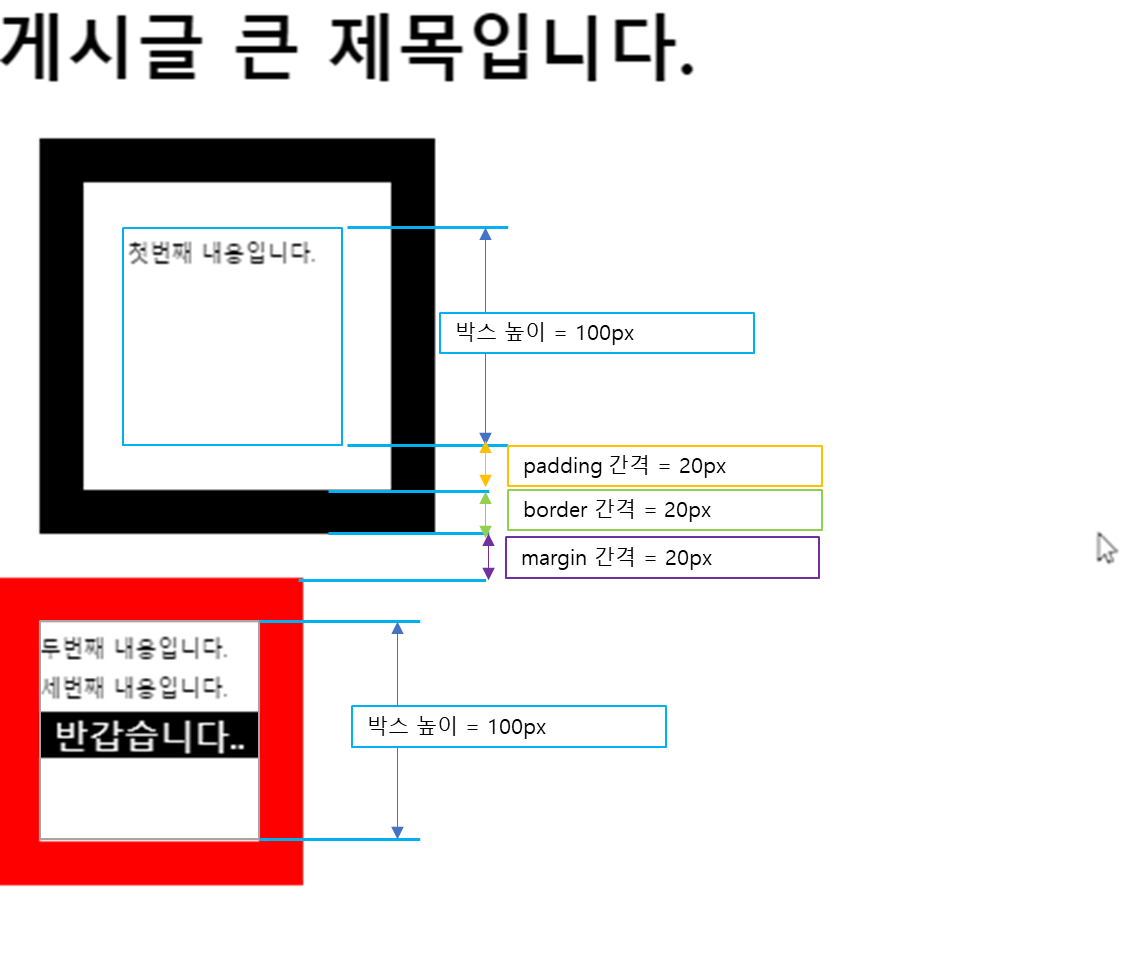 게시글 큰 제목입니다.
첫번째 내용입니다.
박스 높이 = 100px
padding 간격 = 20px
border 간격 = 20px
margin 간격 = 20px
두번째 내용입니다.
세번째 내용입니다.
반갑습니다..
박스 높이 = 100px